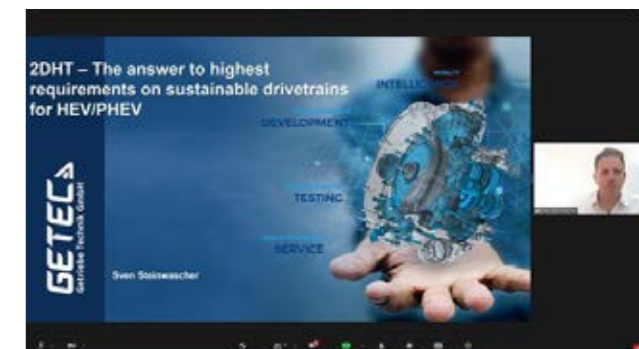 2DHT – The answer to highest
requirements on sustainable drivetrains
for HEV/PHEV
DEVELOPMENT
TESTING
SERVICE
GETEC
Getriebe Technik GmbH
Sven Steinwascher